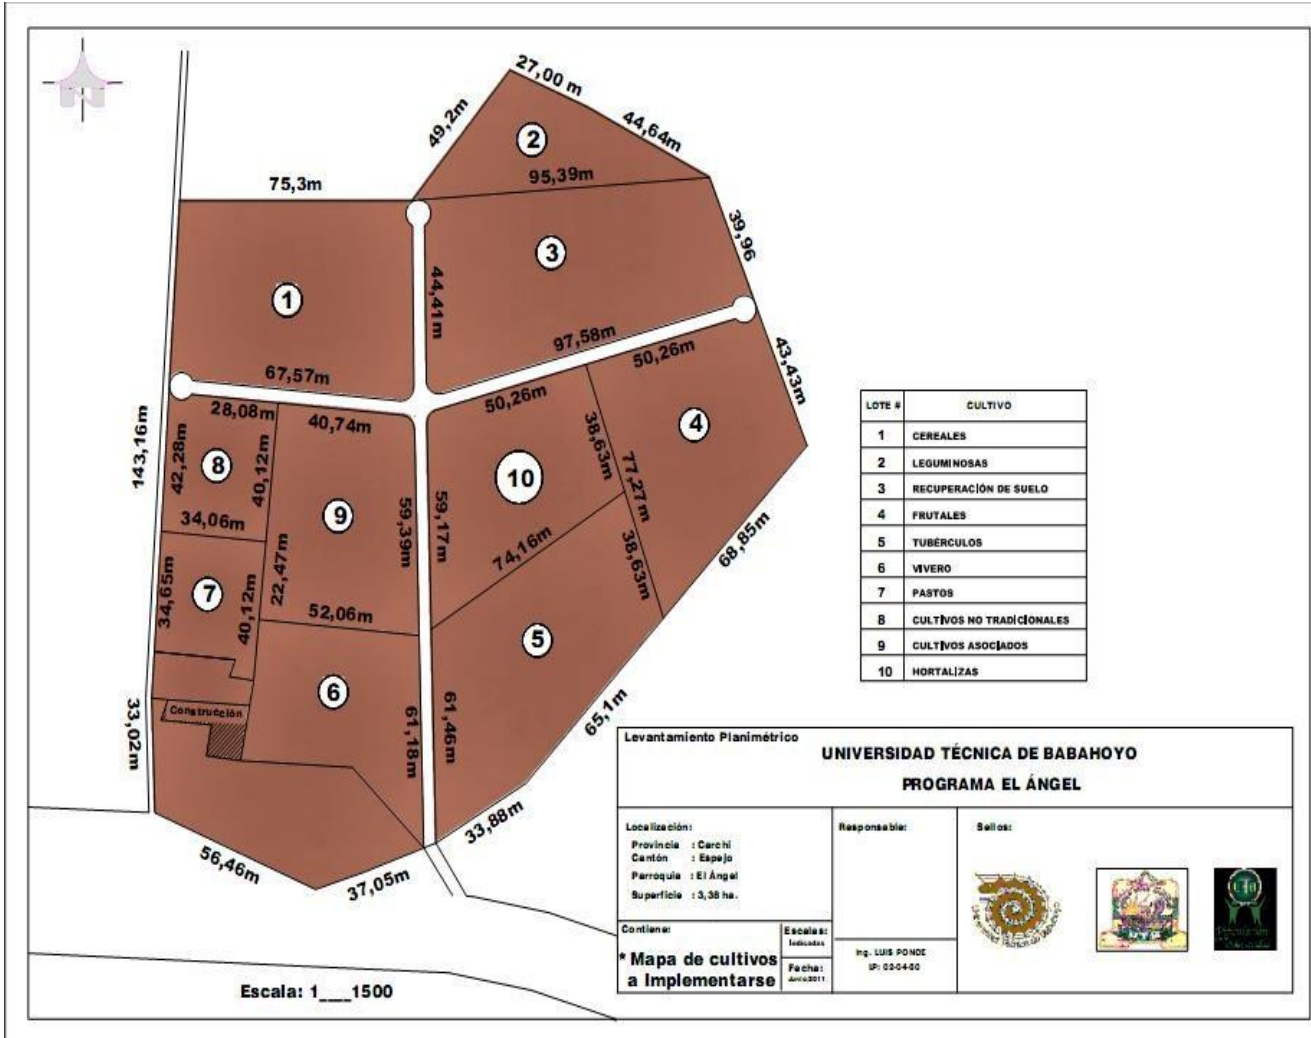 27,00 m
49,2m
44,64m
2
95,39m
75,3m
39,96
3
44,41m
1
97,58m
43,43m
50,26m
67,57m
50,26m
28,08m
40,74m
143,16m
42,28m
8
40,12m
38,63m
77,27m
4
10
34,06m
9
59,39m
59,17m
74,16m
38,63m
68,85m
34,65m
7
40,12m
22,47m
52,06m
5
6
Construcción
33,02m
61,18m
61,46m
65,1m
56,46m
37,05m
33,88m
LOTE # CULTIVO
1 CEREALES
2 LEGUMINOSAS
3 RECUPERACIÓN DE SUELO
4 FRUTALES
5 TUBÉRCULOS
6 VIVERO
7 PASTOS
8 CULTIVOS NO TRADICIONALES
9 CULTIVOS ASOCIADOS
10 HORTALIZAS
Levantamiento Planimétrico
UNIVERSIDAD TÉCNICA DE BABAHOYO
PROGRAMA EL ÁNGEL
Localización:
Provincia : Carchi
Cantón : Espejo
Parroquia : El Ángel
Superficie : 3,38 ha.
Responsable:
Sellos:
Contiene:
* Mapa de cultivos
a Implementarse
Escalas:
Indicadas
Fecha:
Junio/2011
Ing. LUIS PONCE
Escala: 1___1500